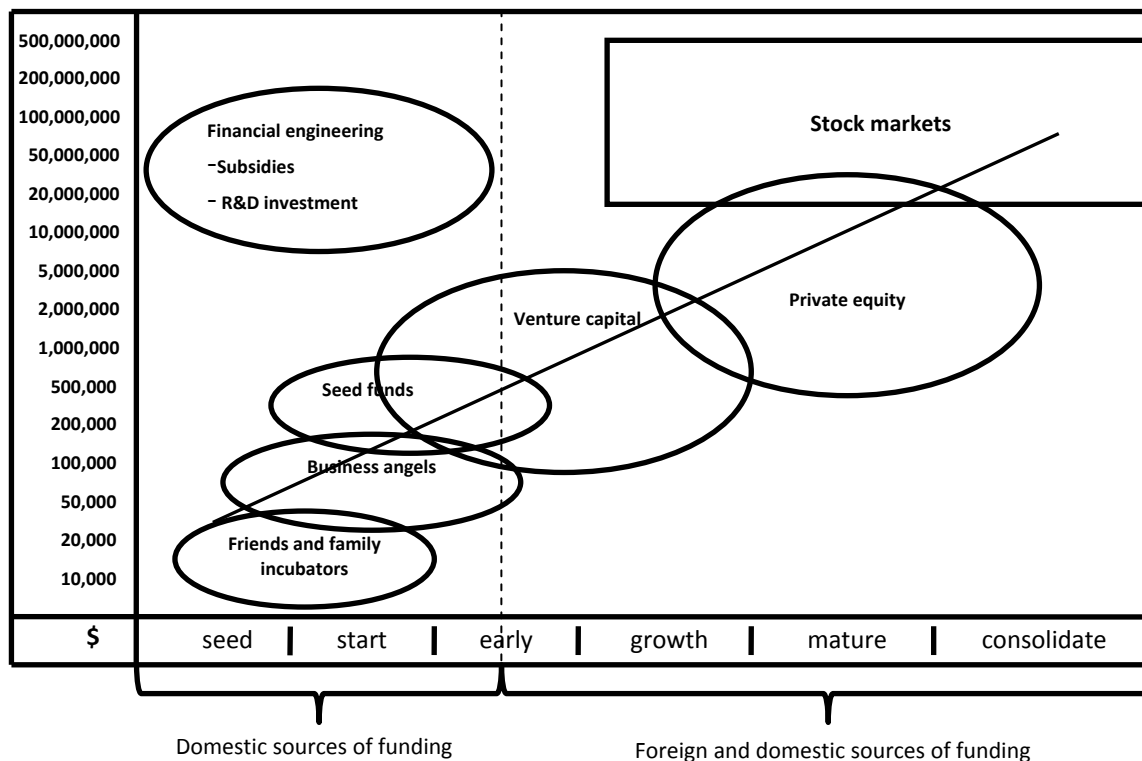 500,000,000
200,000,000
100,000,000
50,000,000
20,000,000
10,000,000
5,000,000
2,000,000
1,000,000
500,000
200,000
100,000
50,000
20,000
10,000
Financial engineering
-Subsidies
- R&D investment
Stock markets
Private equity
Venture capital
Seed funds
Business angels
Friends and family
incubators
$ seed start early growth mature consolidate
Domestic sources of funding
Foreign and domestic sources of funding